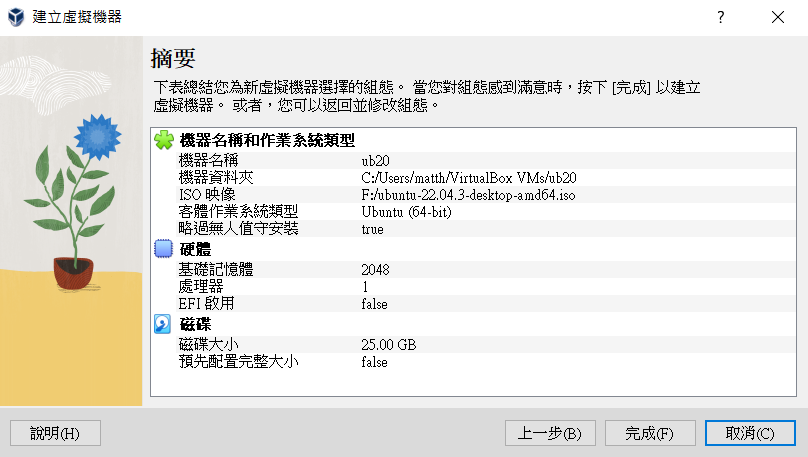 建立虛擬機器
?
摘要
下表總結您為新虛擬機器選擇的組態。 當您對組態感到滿意時，按下 [完成] 以建立
虛擬機器。 或者，您可以返回並修改組態。
機器名稱和作業系統類型
機器名稱 ub20
機器資料夾 C:/Users/matth/VirtualBox VMs/ub20
ISO 映像 F:/ubuntu-22.04.3-desktop-amd64.iso
客體作業系統類型 Ubuntu (64-bit)
略過無人值守安裝 true
硬體
基礎記憶體 2048
處理器 1
EFI 啟用 false
磁碟
磁碟大小 25.00 GB
預先配置完整大小 false
說明(H) 上一步(B) 完成(F) 取消(C)